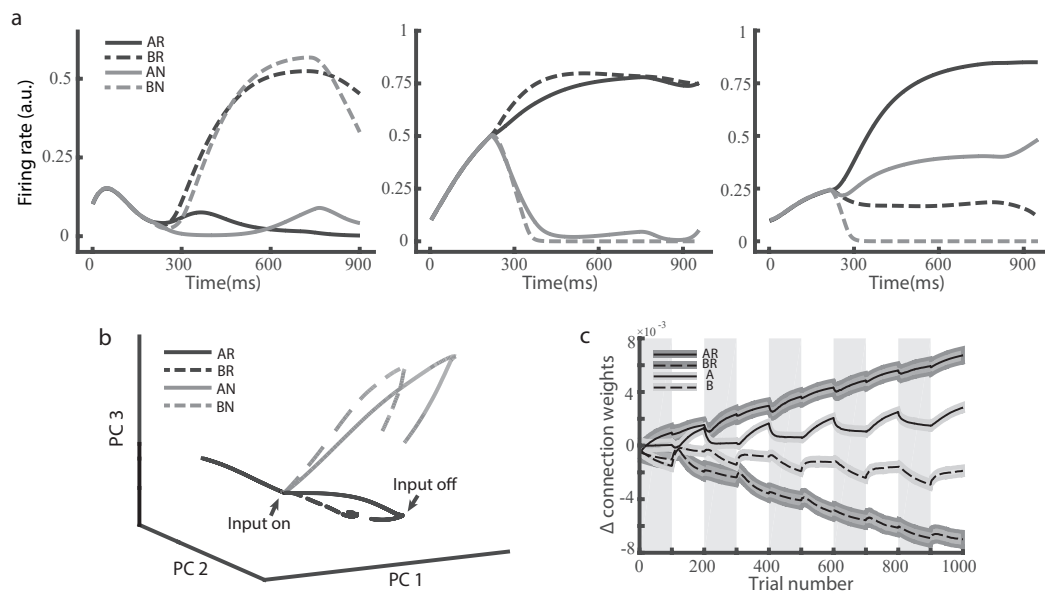 a
Firing rate (a.u.)
AR
BR
AN
BN
0.5
0.25
0
0 300 600 900
Time(ms)
1
0.75
0.5
0.25
0
0 300 600 900
Time(ms)
1
0.75
0.5
0.25
0
0 300 600 900
Time(ms)
b
AR
BR
AN
BN
PC 3
Input on
Input off
PC 2
PC 1
c
×10⁻³
AR
BR
A
B
Δ connection weights
8
4
0
-4
-8
0 200 400 600 800 1000
Trial number